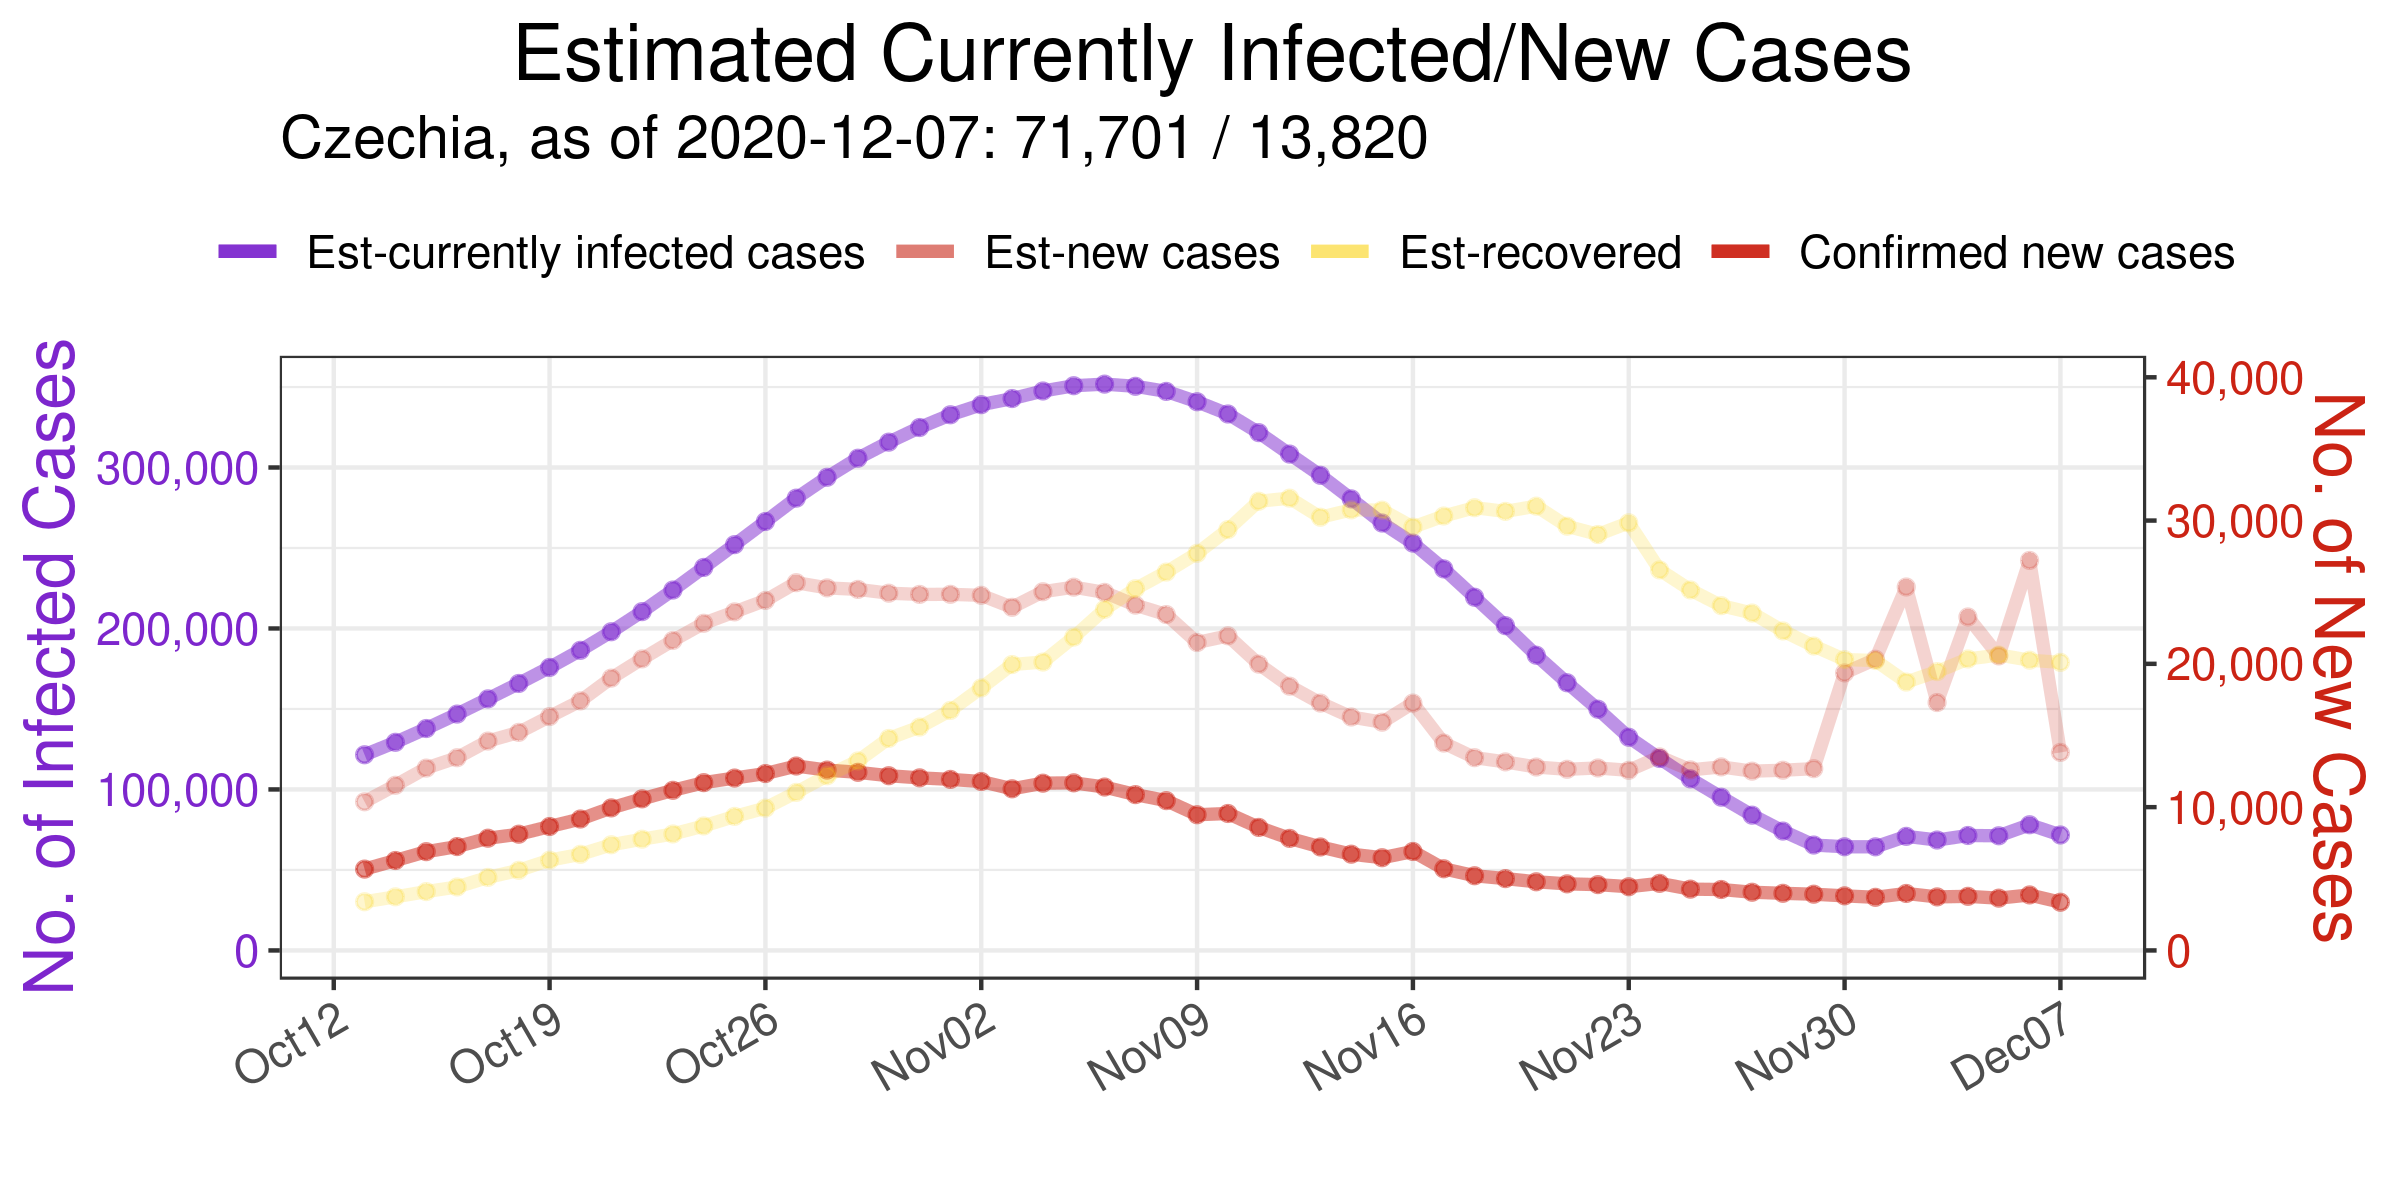 Estimated Currently Infected/New Cases
Czechia, as of 2020-12-07: 71,701 / 13,820
Est-currently infected cases Est-new cases Est-recovered Confirmed new cases
No. of Infected Cases
300,000
200,000
100,000
0
40,000
30,000
20,000
10,000
0
No. of New Cases
Oct12 Oct19 Oct26 Nov02 Nov09 Nov16 Nov23 Nov30 Dec07